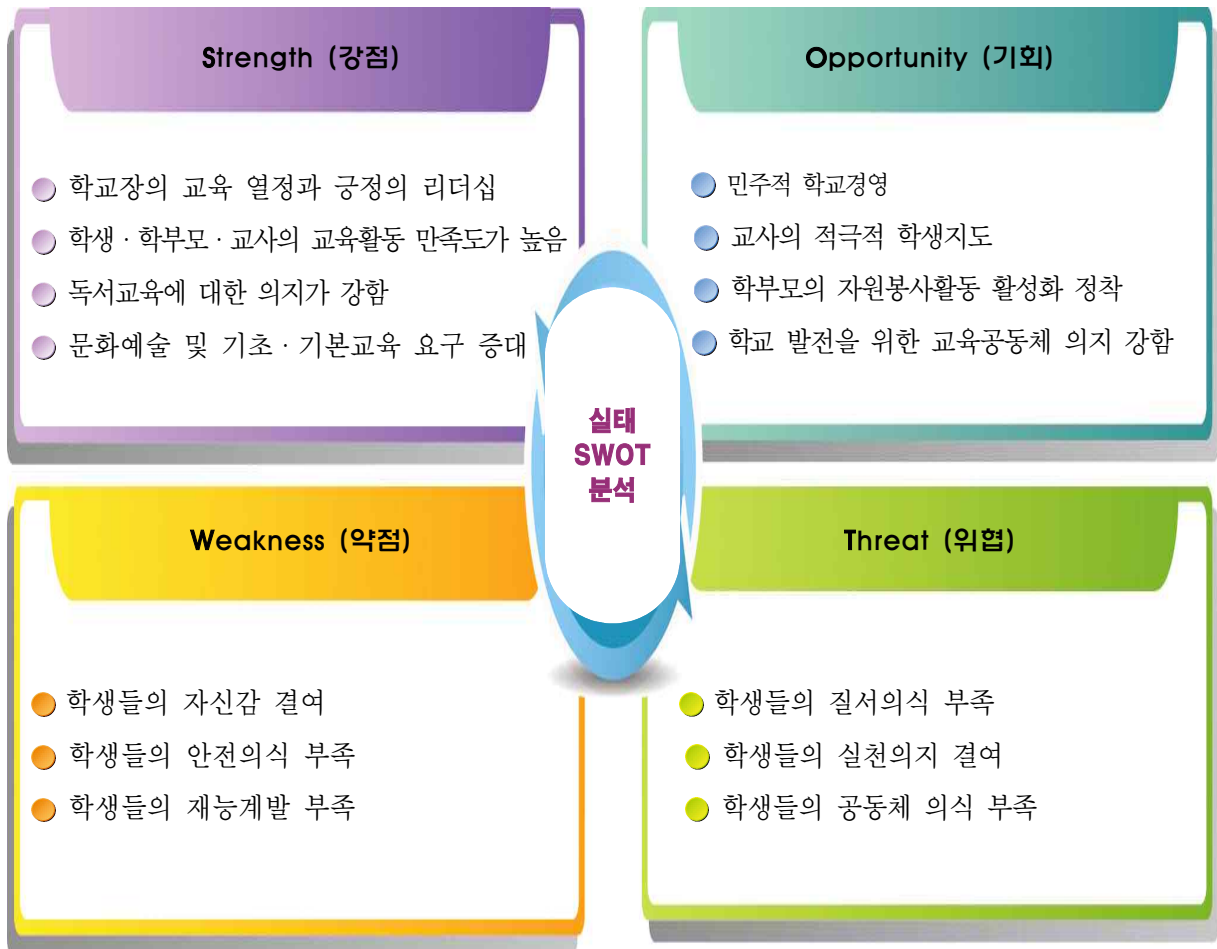 Strength (강점)
학교장의 교육 열정과 긍정의 리더십
학생·학부모·교사의 교육활동 만족도가 높음
독서교육에 대한 의지가 강함
문화예술 및 기초·기본교육 요구 증대
Opportunity (기회)
민주적 학교경영
교사의 적극적 학생지도
학부모의 자원봉사활동 활성화 정착
학교 발전을 위한 교육공동체 의지 강함
실태
SWOT
분석
Weakness (약점)
학생들의 자신감 결여
학생들의 안전의식 부족
학생들의 재능계발 부족
Threat (위협)
학생들의 질서의식 부족
학생들의 실천의지 결여
학생들의 공동체 의식 부족